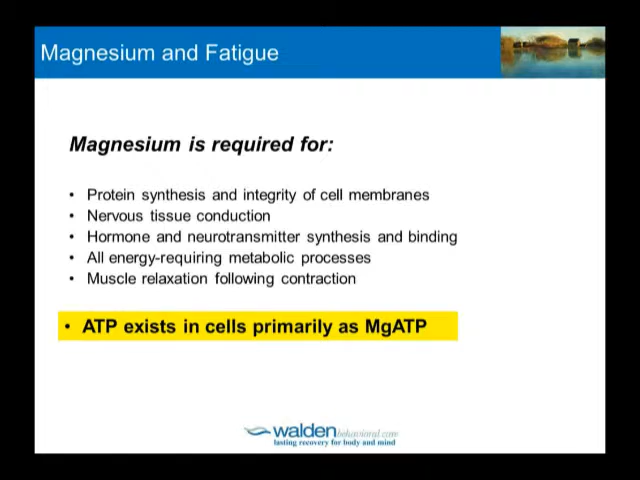 Magnesium and Fatigue
Magnesium is required for:
• Protein synthesis and integrity of cell membranes
• Nervous tissue conduction
• Hormone and neurotransmitter synthesis and binding
• All energy-requiring metabolic processes
• Muscle relaxation following contraction
• ATP exists in cells primarily as MgATP
walden behavioral care
lasting recovery for body and mind